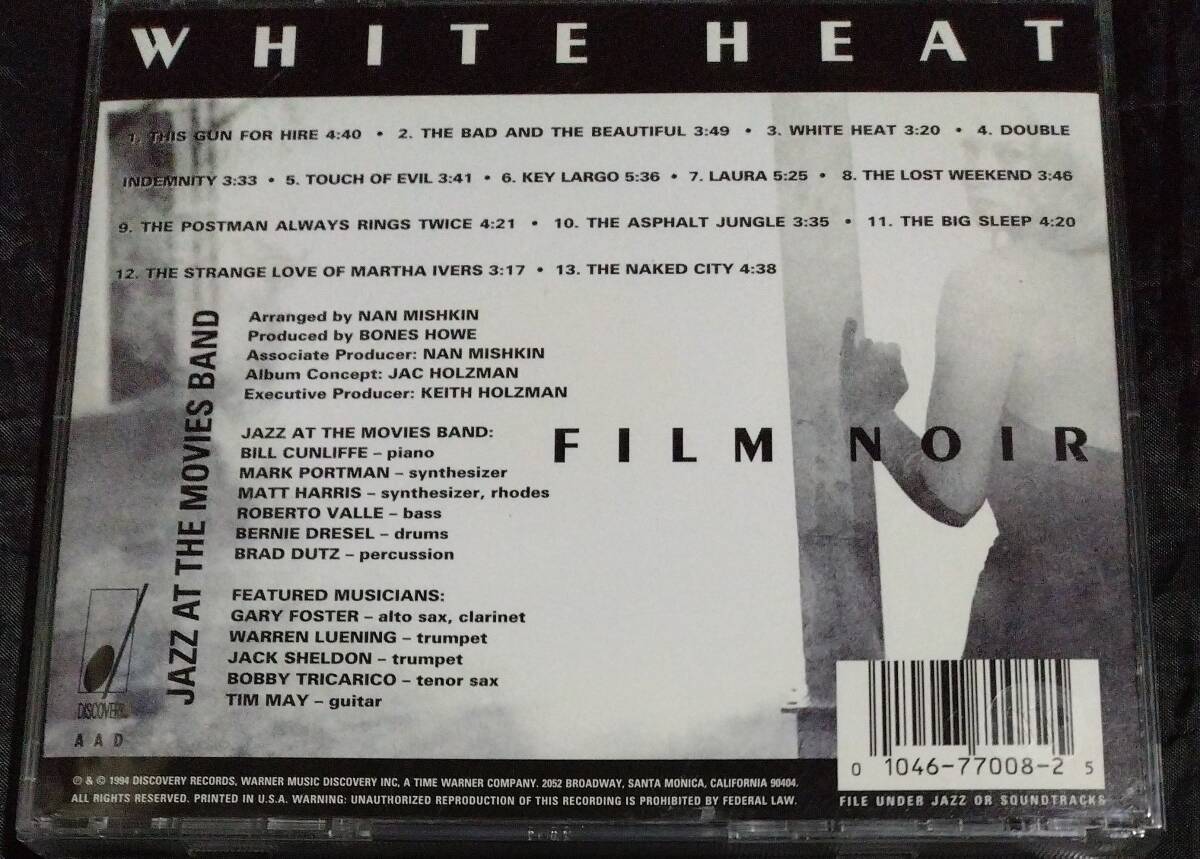 WHITE HEAT
1. THIS GUN FOR HIRE 4:40 • 2. THE BAD AND THE BEAUTIFUL 3:49 • 3. WHITE HEAT 3:20 • 4. DOUBLE
INDEMNITY 3:33 • 5. TOUCH OF EVIL 3:41 • 6. KEY LARGO 5:36 • 7. LAURA 5:25 • 8. THE LOST WEEKEND 3:46
9. THE POSTMAN ALWAYS RINGS TWICE 4:21 • 10. THE ASPHALT JUNGLE 3:35 • 11. THE BIG SLEEP 4:20
12. THE STRANGE LOVE OF MARTHA IVERS 3:17 • 13. THE NAKED CITY 4:38
JAZZ AT THE MOVIES BAND
Arranged by NAN MISHKIN
Produced by BONES HOWE
Associate Producer: NAN MISHKIN
Album Concept: JAC HOLZMAN
Executive Producer: KEITH HOLZMAN
FILM NOIR
JAZZ AT THE MOVIES BAND:
BILL CUNLIFFE – piano
MARK PORTMAN – synthesizer
MATT HARRIS – synthesizer, rhodes
ROBERTO VALLE – bass
BERNIE DRESEL – drums
BRAD DUTZ – percussion
FEATURED MUSICIANS:
GARY FOSTER – alto sax, clarinet
WARREN LUENING – trumpet
JACK SHELDON – trumpet
BOBBY TRICARICO – tenor sax
TIM MAY – guitar
DISCOVERY
AAD
℗ & © 1994 DISCOVERY RECORDS, WARNER MUSIC DISCOVERY INC, A TIME WARNER COMPANY. 2052 BROADWAY, SANTA MONICA, CALIFORNIA 90404.
ALL RIGHTS RESERVED. PRINTED IN U.S.A. WARNING: UNAUTHORIZED REPRODUCTION OF THIS RECORDING IS PROHIBITED BY FEDERAL LAW.
0 1046-77008-2 5
FILE UNDER JAZZ OR SOUNDTRACKS